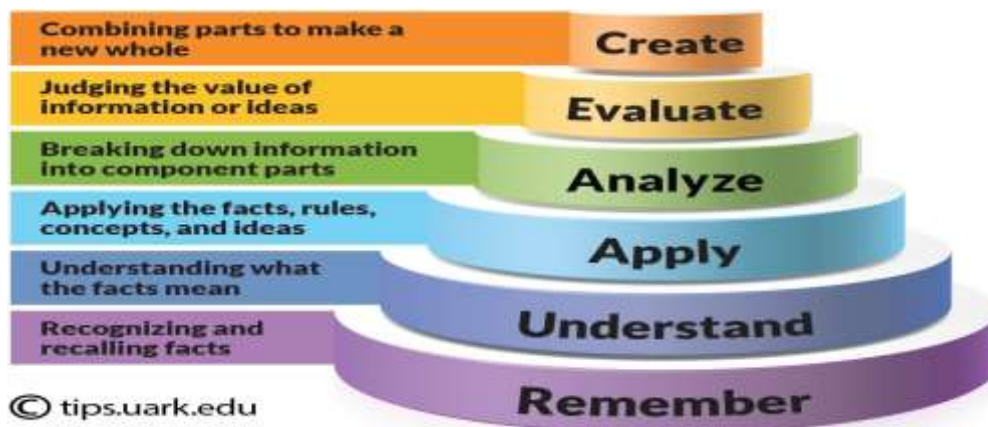 Combining parts to make a
new whole
Create
Judging the value of
information or ideas
Evaluate
Breaking down information
into component parts
Analyze
Applying the facts, rules,
concepts, and ideas
Apply
Understanding what
the facts mean
Understand
Recognizing and
recalling facts
Remember
© tips.uark.edu